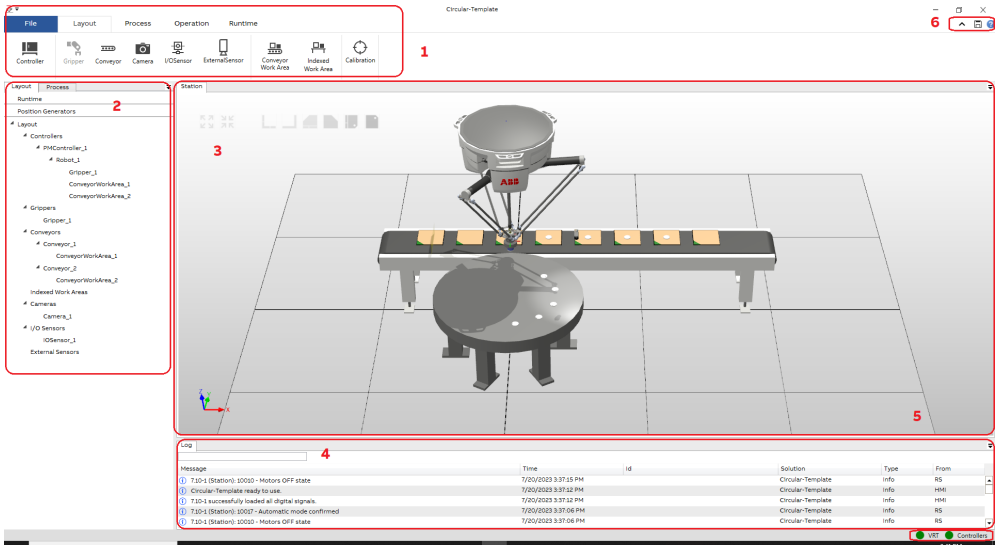 Circular-Template
File Layout Process Operation Runtime
6
1
Controller Gripper Conveyor Camera I/OSensor ExternalSensor Conveyor Work Area Indexed Work Area Calibration
Layout Process
2
Runtime
Position Generators
Layout
Controllers
PMController_1
Robot_1
Gripper_1
ConveyorWorkArea_1
ConveyorWorkArea_2
Grippers
Gripper_1
Conveyors
Conveyor_1
ConveyorWorkArea_1
Conveyor_2
ConveyorWorkArea_2
Indexed Work Areas
Cameras
Camera_1
I/O Sensors
IOSensor_1
External Sensors
Station
3
ABB
Z
Y
X
5
Log
4
Message Time Id Solution Type From
7.10-1 (Station): 10010 - Motors OFF state 7/20/2023 3:37:15 PM Circular-Template Info RS
Circular-Template ready to use. 7/20/2023 3:37:12 PM Circular-Template Info HMI
7.10-1 successfully loaded all digital signals. 7/20/2023 3:37:12 PM Circular-Template Info HMI
7.10-1 (Station): 10017 - Automatic mode confirmed 7/20/2023 3:37:06 PM Circular-Template Info RS
7.10-1 (Station): 10010 - Motors OFF state 7/20/2023 3:37:06 PM Circular-Template Info RS
VRT Controllers